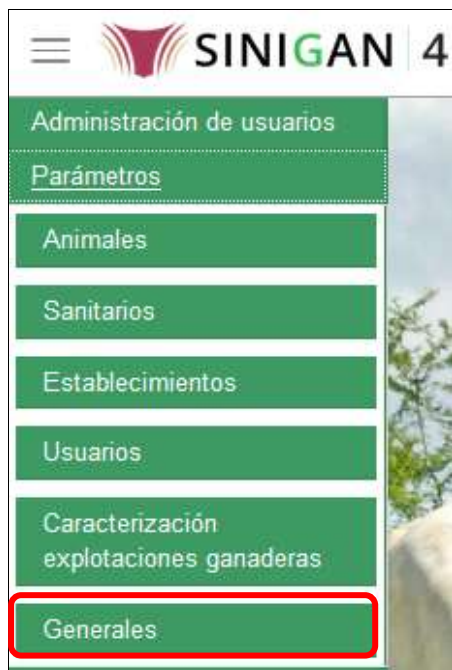 SINIGAN 4
Administración de usuarios
Parámetros
Animales
Sanitarios
Establecimientos
Usuarios
Caracterización
explotaciones ganaderas
Generales